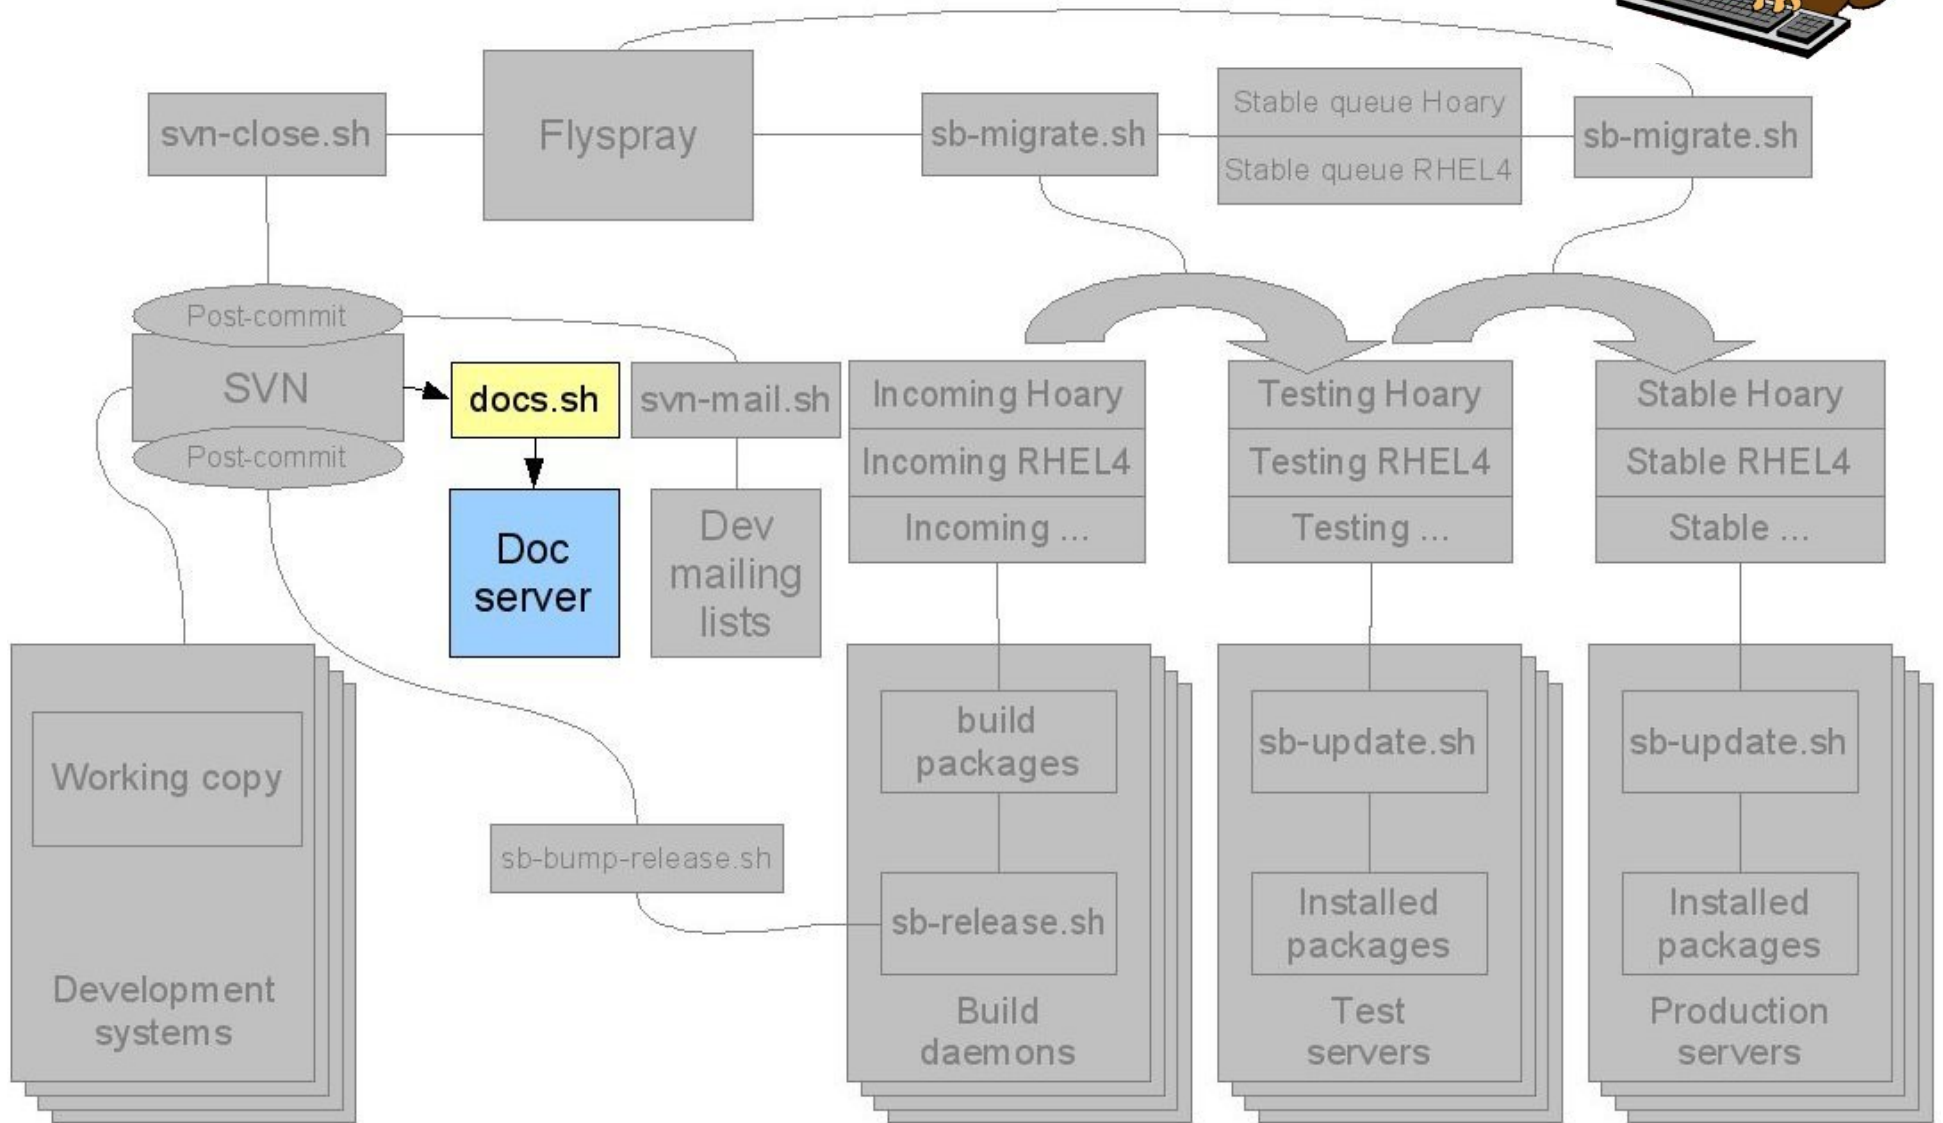 svn-close.sh
Flyspray
sb-migrate.sh
Stable queue Hoary
Stable queue RHEL4
sb-migrate.sh
Post-commit
SVN
Post-commit
docs.sh
svn-mail.sh
Doc
server
Dev
mailing
lists
Incoming Hoary
Incoming RHEL4
Incoming ...
Testing Hoary
Testing RHEL4
Testing ...
Stable Hoary
Stable RHEL4
Stable ...
Working copy
Development
systems
sb-bump-release.sh
build
packages
sb-release.sh
Build
daemons
sb-update.sh
Installed
packages
Test
servers
sb-update.sh
Installed
packages
Production
servers